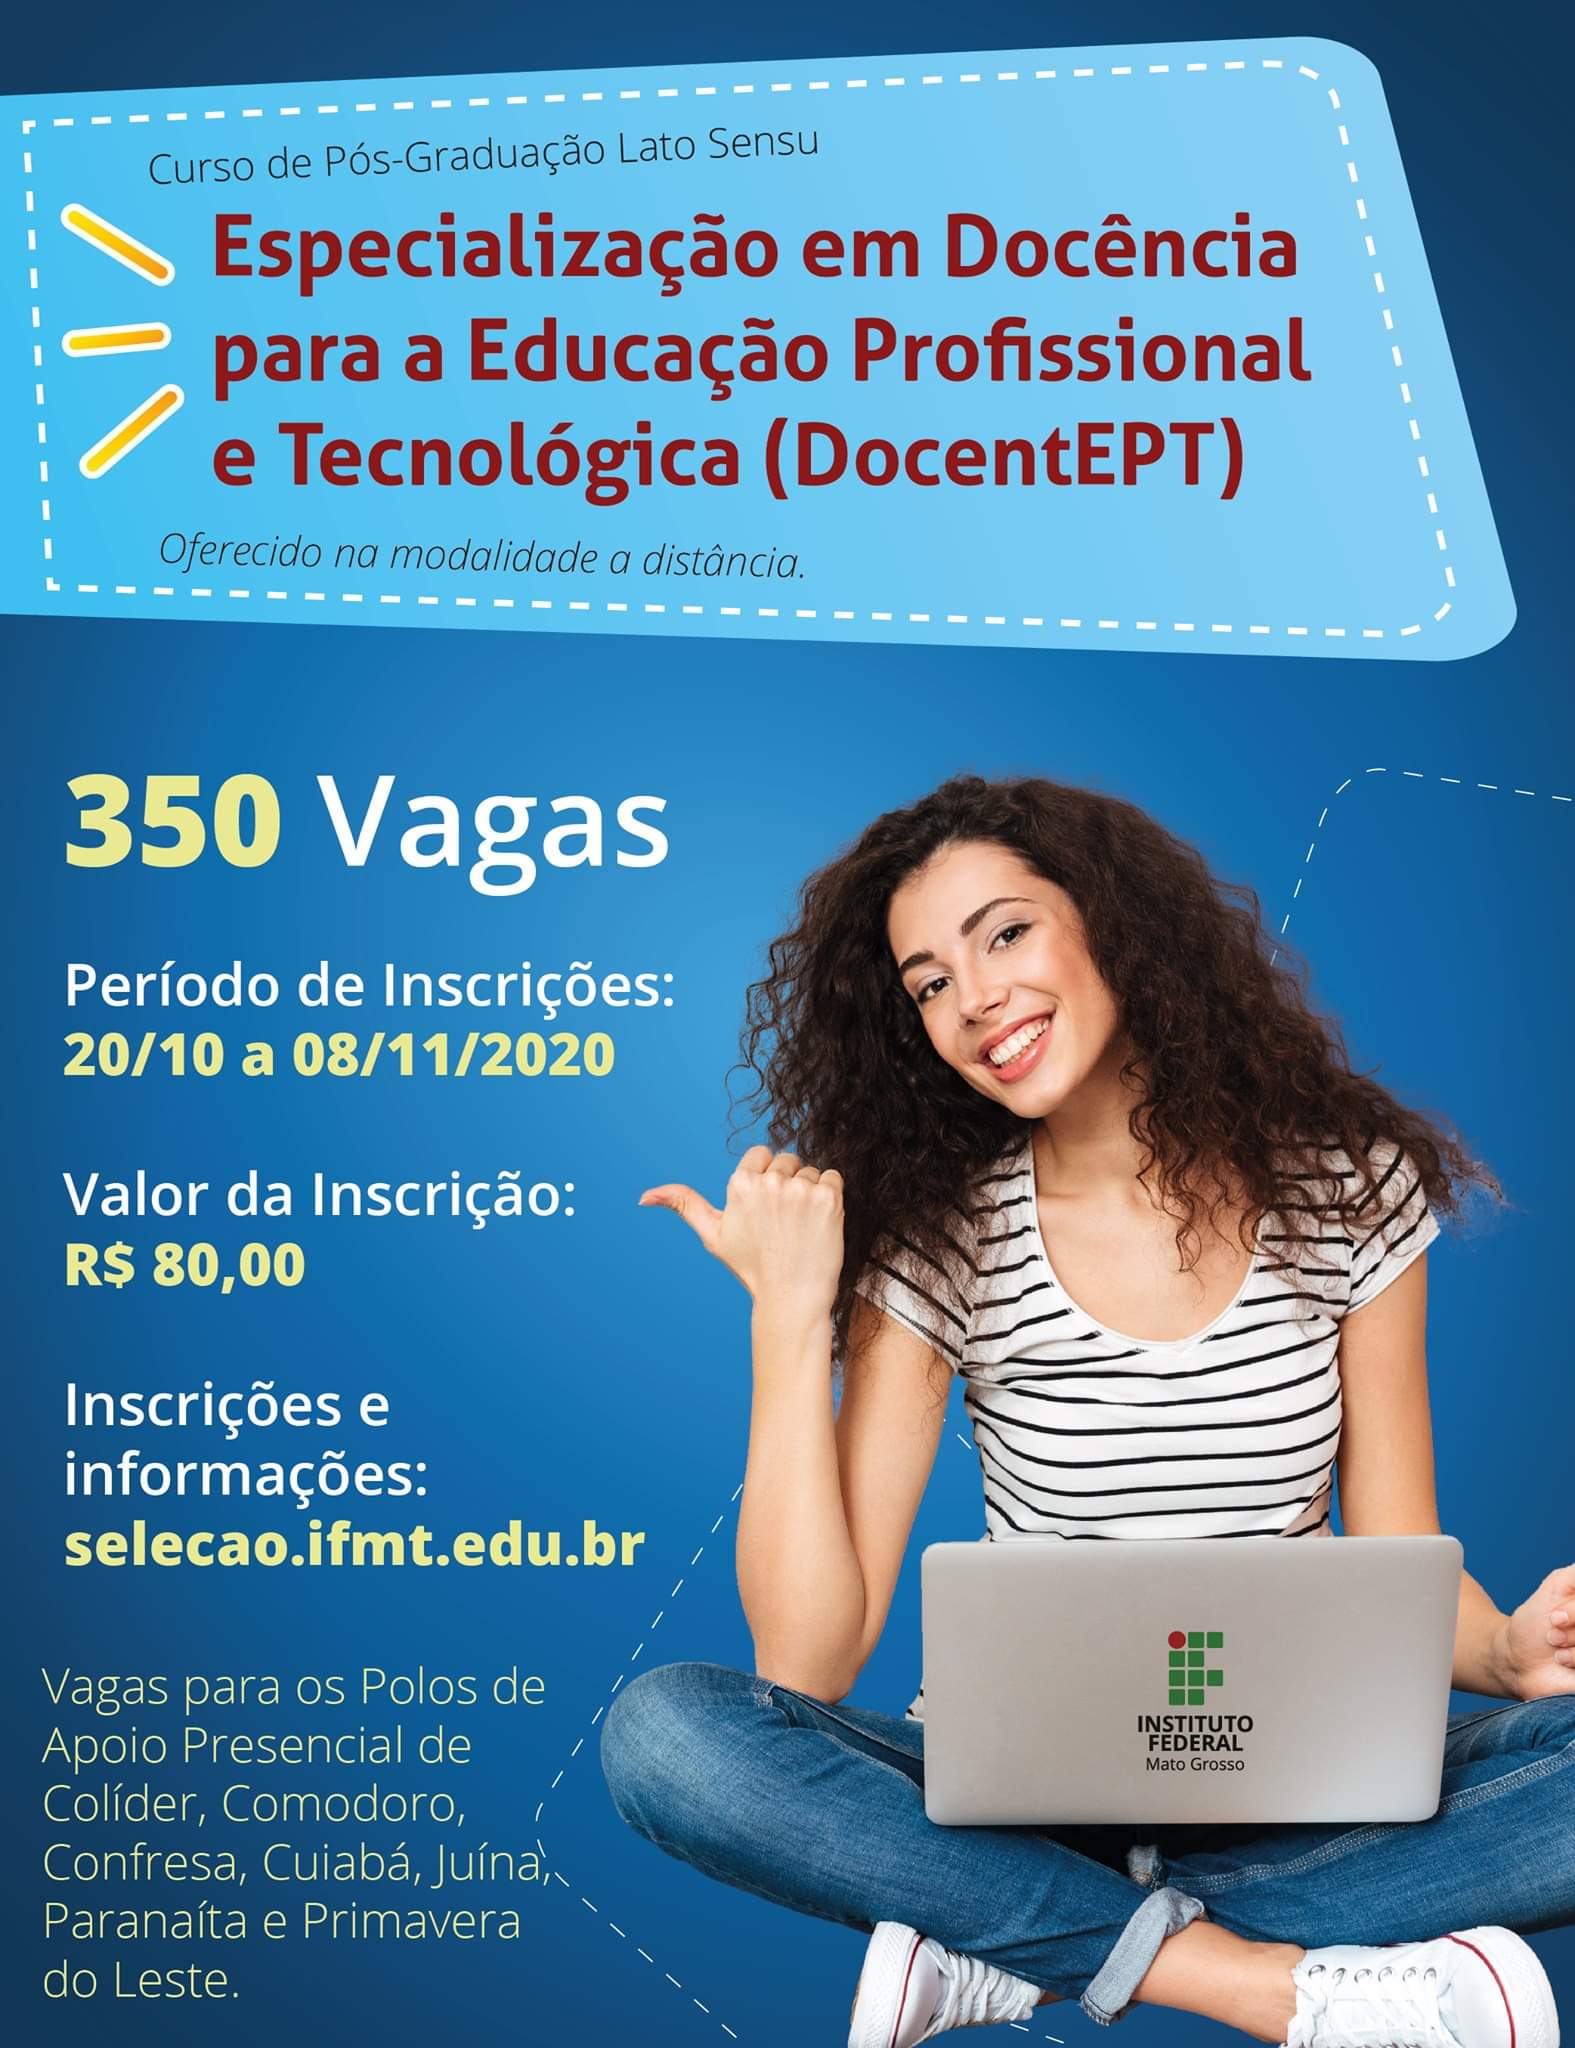 Curso de Pós-Graduação Lato Sensu
Especialização em Docência
para a Educação Profissional
e Tecnológica (DocentEPT)
Oferecido na modalidade a distância.
350 Vagas
Período de Inscrições:
20/10 a 08/11/2020
Valor da Inscrição:
R$ 80,00
Inscrições e
informações:
selecao.ifmt.edu.br
Vagas para os Polos de
Apoio Presencial de
Colíder, Comodoro,
Confresa, Cuiabá, Juína,
Paranaíta e Primavera
do Leste.
INSTITUTO
FEDERAL
Mato Grosso